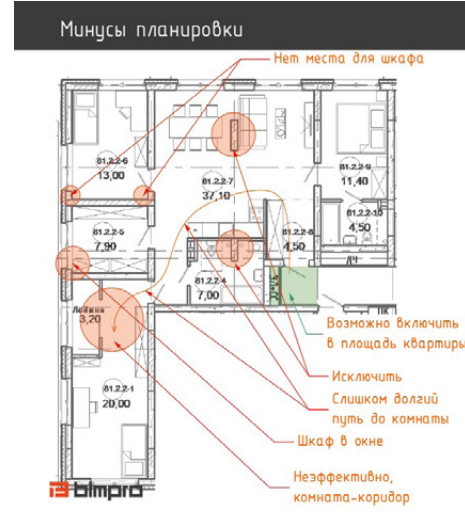 Минусы планировки
Нет места для шкафа
81.2.2-6
13,00
81.2.2-7
37,10
81.2.2-9
11,40
81.2.2-10
4,50
81.2.2-5
7,90
81.2.2-8
4,50
81.2.2-4
7,00
ДЧ
ПК
Лоджия
3,20
Возможно включить
в площадь квартиры
81.2.2-1
20,00
Исключить
Слишком долгий
путь до комнаты
Шкаф в окне
Неэффективно,
комната-коридор
bimpro